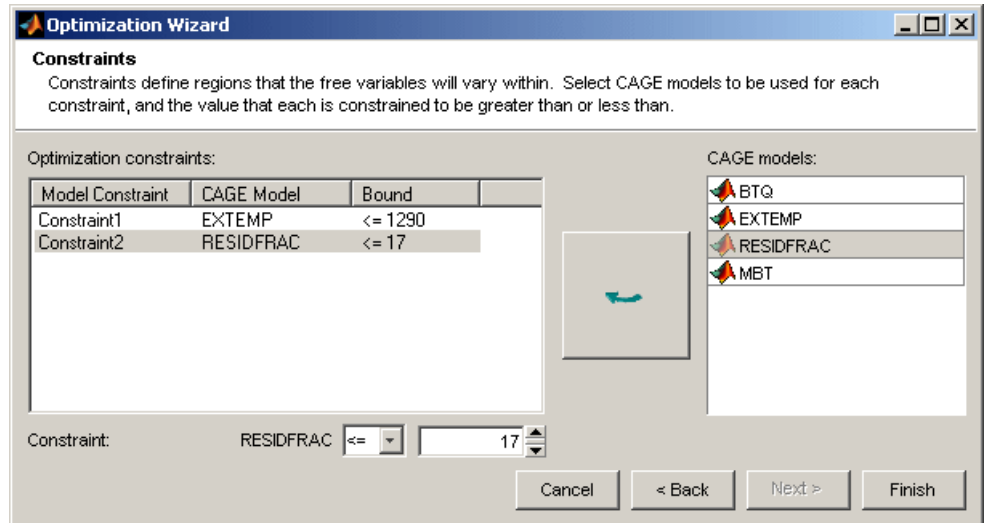 Optimization Wizard
Constraints
Constraints define regions that the free variables will vary within. Select CAGE models to be used for each
constraint, and the value that each is constrained to be greater than or less than.
Optimization constraints:
CAGE models:
Model Constraint CAGE Model Bound
Constraint1 EXTEMP <= 1290
Constraint2 RESIDFRAC <= 17
BTQ
EXTEMP
RESIDFRAC
MBT
Constraint: RESIDFRAC <= 17
Cancel < Back Next > Finish